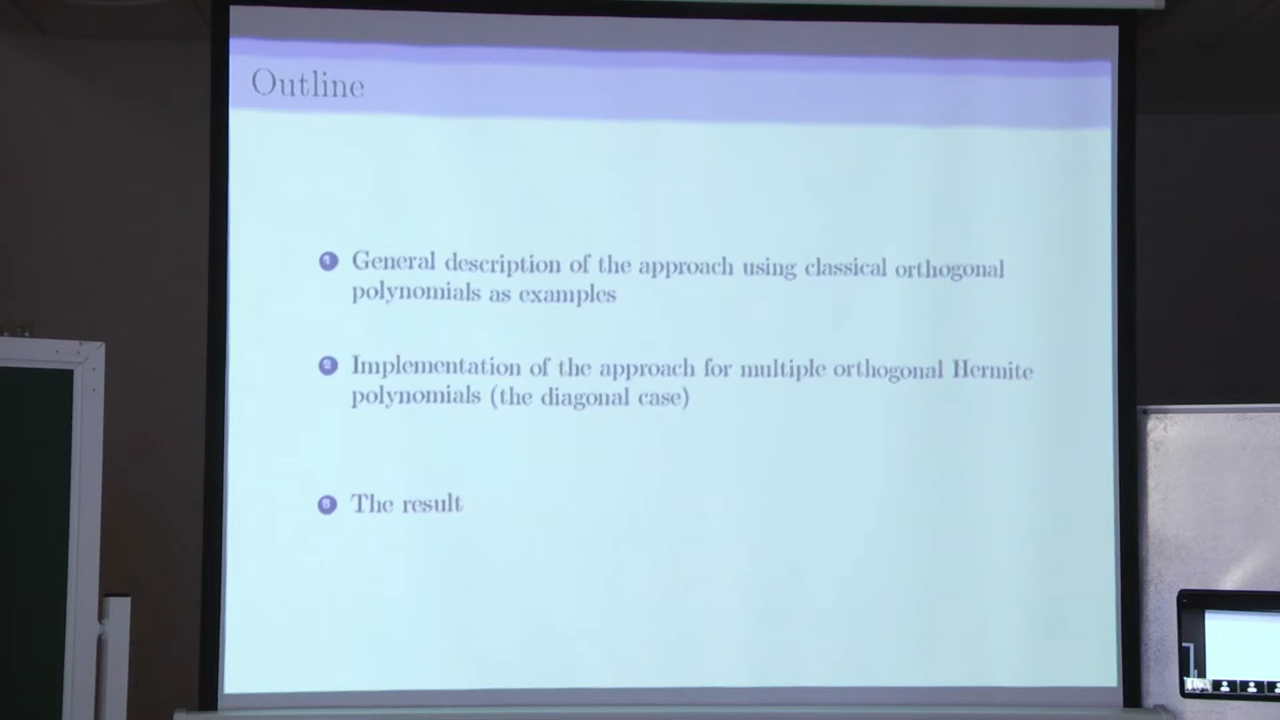 Outline
1 General description of the approach using classical orthogonal
polynomials as examples
2 Implementation of the approach for multiple orthogonal Hermite
polynomials (the diagonal case)
3 The result